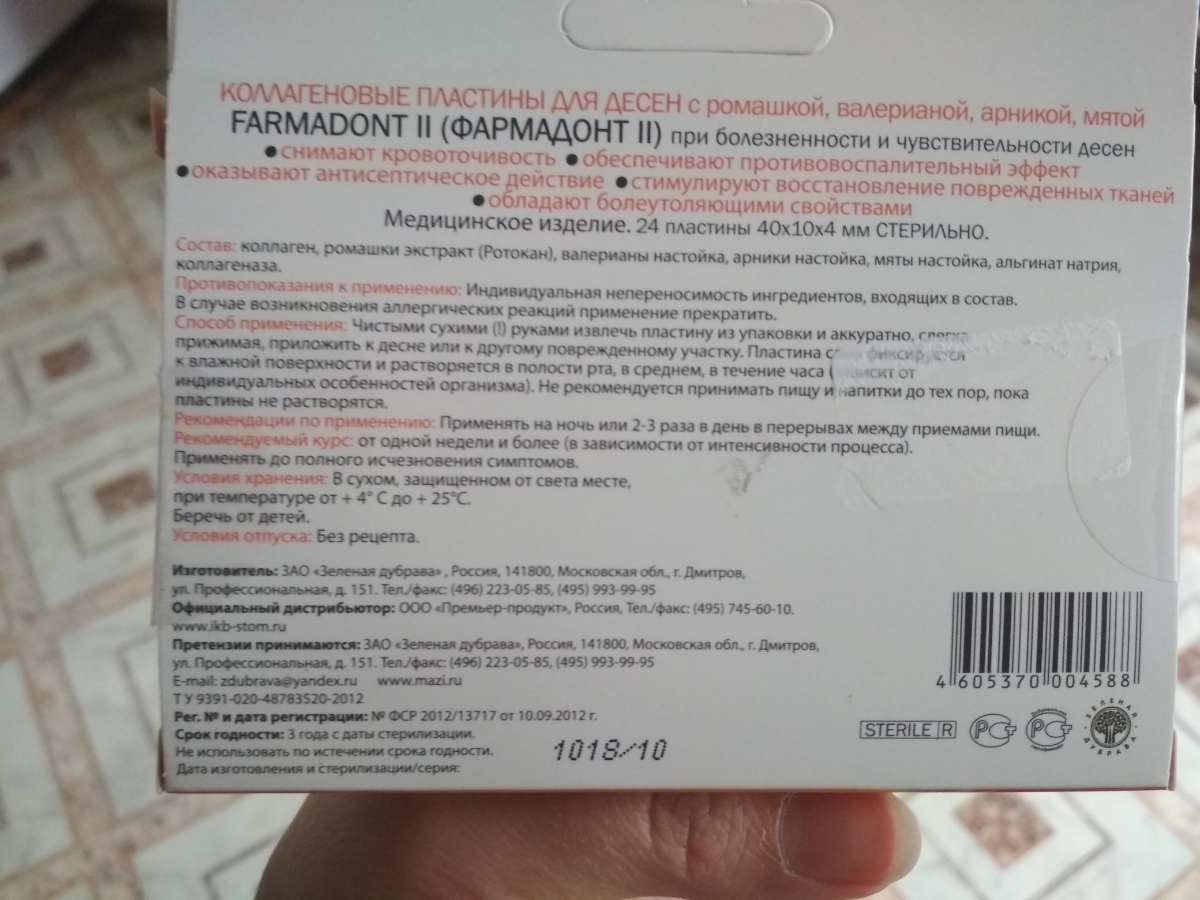 КОЛЛАГЕНОВЫЕ ПЛАСТИНЫ ДЛЯ ДЕСЕН с ромашкой, валерианой, арникой, мятой
FARMADONT II (ФАРМАДОНТ II) при болезненности и чувствительности десен
●снимают кровоточивость ●обеспечивают противовоспалительный эффект
●оказывают антисептическое действие ●стимулируют восстановление поврежденных тканей
●обладают болеутоляющими свойствами
Медицинское изделие. 24 пластины 40х10х4 мм СТЕРИЛЬНО.
Состав: коллаген, ромашки экстракт (Ротокан), валерианы настойка, арники настойка, мяты настойка, альгинат натрия,
коллагеназа.
Противопоказания к применению: Индивидуальная непереносимость ингредиентов, входящих в состав.
В случае возникновения аллергических реакций применение прекратить.
Способ применения: Чистыми сухими (!) руками извлечь пластину из упаковки и аккуратно, слегка
прижимая, приложить к десне или к другому поврежденному участку. Пластина фиксируется
к влажной поверхности и растворяется в полости рта, в среднем, в течение часа (зависит от
индивидуальных особенностей организма). Не рекомендуется принимать пищу и напитки до тех пор, пока
пластины не растворятся.
Рекомендации по применению: Применять на ночь или 2-3 раза в день в перерывах между приемами пищи.
Рекомендуемый курс: от одной недели и более (в зависимости от интенсивности процесса).
Применять до полного исчезновения симптомов.
Условия хранения: В сухом, защищенном от света месте,
при температуре от + 4° С до + 25°С.
Беречь от детей.
Условия отпуска: Без рецепта.
Изготовитель: ЗАО «Зеленая дубрава» , Россия, 141800, Московская обл., г. Дмитров,
ул. Профессиональная, д. 151. Тел./факс: (496) 223-05-85, (495) 993-99-95
Официальный дистрибьютор: ООО «Премьер-продукт», Россия, Тел./факс: (495) 745-60-10.
www.ikb-stom.ru
Претензии принимаются: ЗАО «Зеленая дубрава», Россия, 141800, Московская обл., г. Дмитров,
ул. Профессиональная, д. 151. Тел./факс: (496) 223-05-85, (495) 993-99-95
E-mail: zdubrava@yandex.ru www.mazi.ru
ТУ 9391-020-48783520-2012
Рег. № и дата регистрации: № ФСР 2012/13717 от 10.09.2012 г.
Срок годности: 3 года с даты стерилизации.
Не использовать по истечении срока годности.
Дата изготовления и стерилизации/серия:
1018/10
4 605370 004588
STERILE R
ЗЕЛЕНАЯ ДУБРАВА